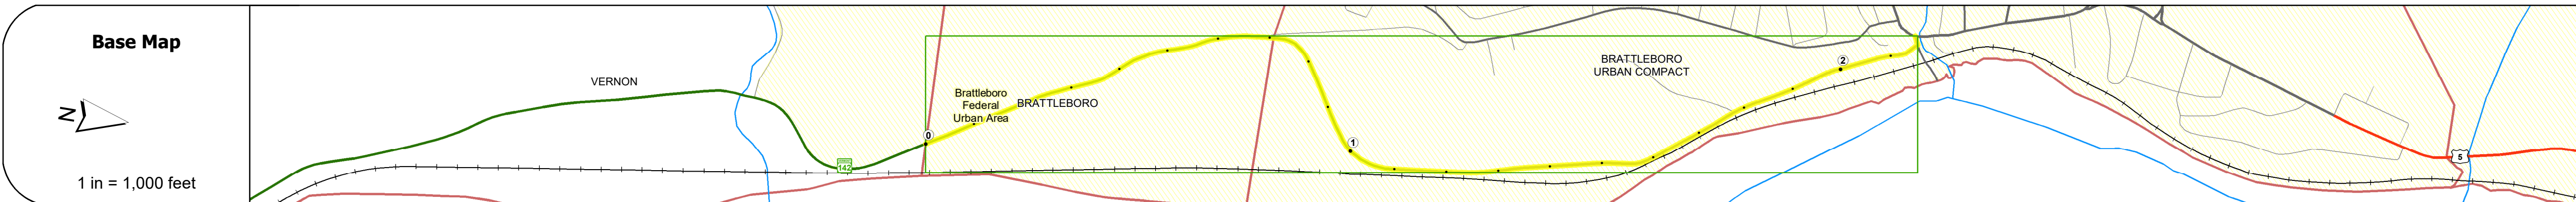 Base Map
N
1 in = 1,000 feet
VERNON
142
0
Brattleboro
Federal
Urban Area
BRATTLEBORO
1
BRATTLEBORO
URBAN COMPACT
2
5